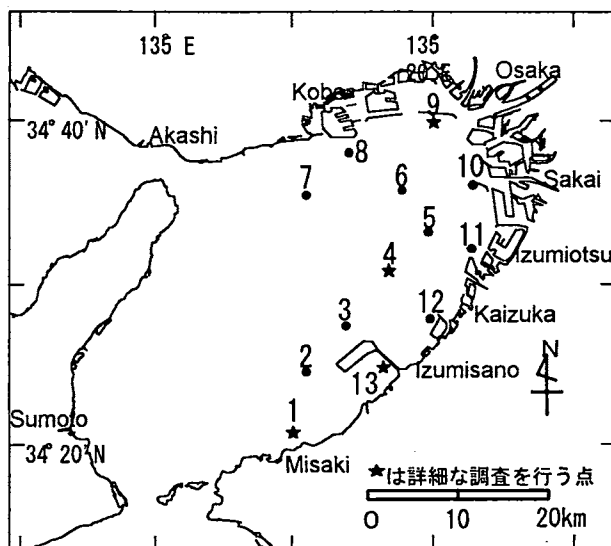 135 E
135
20 E
Kobe
Osaka
34° 40' N
Akashi
9
8
Sakai
7
6
10
5
11
Izumiotsu
4
3
12
Kaizuka
N
2
13
Izumisano
Sumoto
1
34° 20' N
Misaki
★は詳細な調査を行う点
0 10 20km